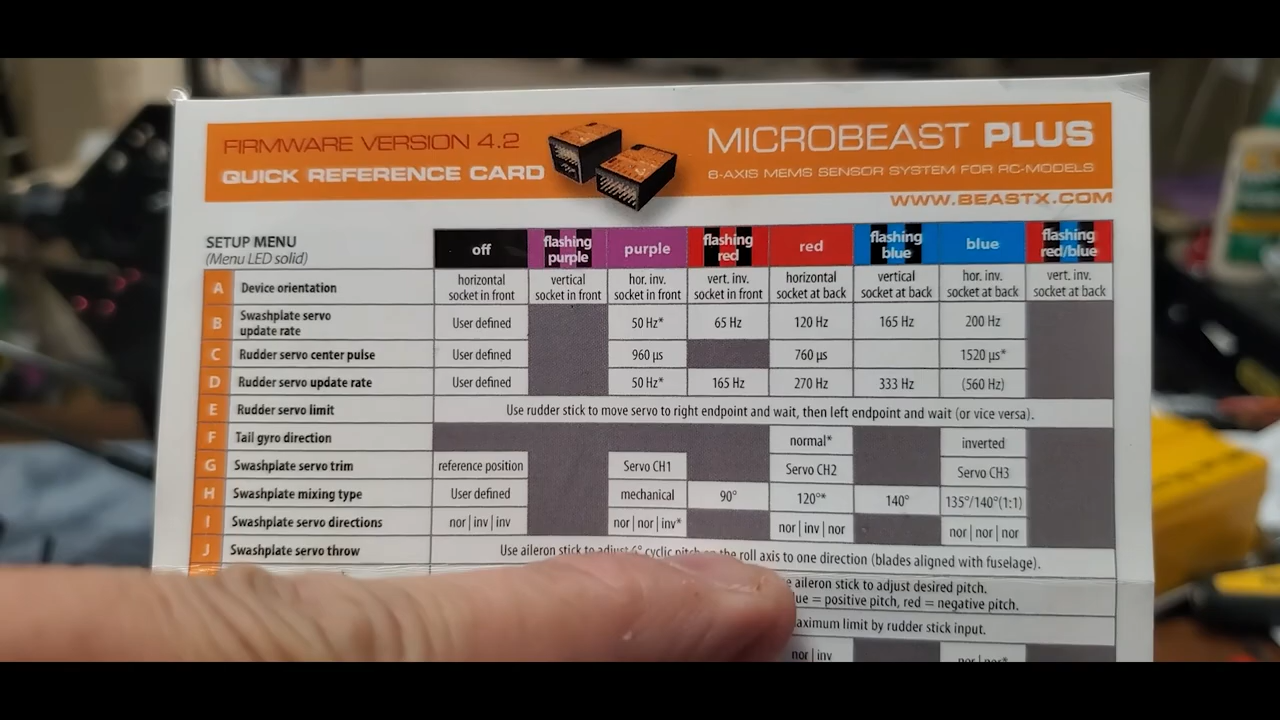 FIRMWARE VERSION 4.2
QUICK REFERENCE CARD
MICROBEAST PLUS
6-AXIS MEMS SENSOR SYSTEM FOR RC-MODELS
WWW.BEASTX.COM
SETUP MENU
(Menu LED solid)
off
flashing purple
purple
flashing red
red
flashing blue
blue
flashing red/blue
A Device orientation
horizontal socket in front
vertical socket in front
hor. inv. socket in front
vert. inv. socket in front
horizontal socket at back
vertical socket at back
hor. inv. socket at back
vert. inv. socket at back
B Swashplate servo update rate
User defined
50 Hz*
65 Hz
120 Hz
165 Hz
200 Hz
C Rudder servo center pulse
User defined
960 µs
760 µs
1520 µs*
D Rudder servo update rate
User defined
50 Hz*
165 Hz
270 Hz
333 Hz
(560 Hz)
E Rudder servo limit
Use rudder stick to move servo to right endpoint and wait, then left endpoint and wait (or vice versa).
F Tail gyro direction
normal*
inverted
G Swashplate servo trim
reference position
Servo CH1
Servo CH2
Servo CH3
H Swashplate mixing type
User defined
mechanical
90°
120°*
140°
135°/140°(1:1)
I Swashplate servo directions
nor | inv | inv
nor | nor | inv*
nor | inv | nor
nor | nor | nor
J Swashplate servo throw
Use aileron stick to adjust 6° cyclic pitch on the roll axis to one direction (blades aligned with fuselage).
aileron stick to adjust desired pitch.
= positive pitch, red = negative pitch.
limit by rudder stick input.
nor | inv
nor | nor*